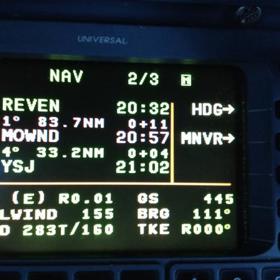 UNIVERSAL
NAV 2/3
REVEN 20:32 HDG→
1° 83.7NM 0+11
MOWND 20:57 MNVR→
4° 33.2NM 0+04
YSJ 21:02
(E) R0.01 GS 445
LWIND 155 BRG 111°
D 283T/160 TKE R000°